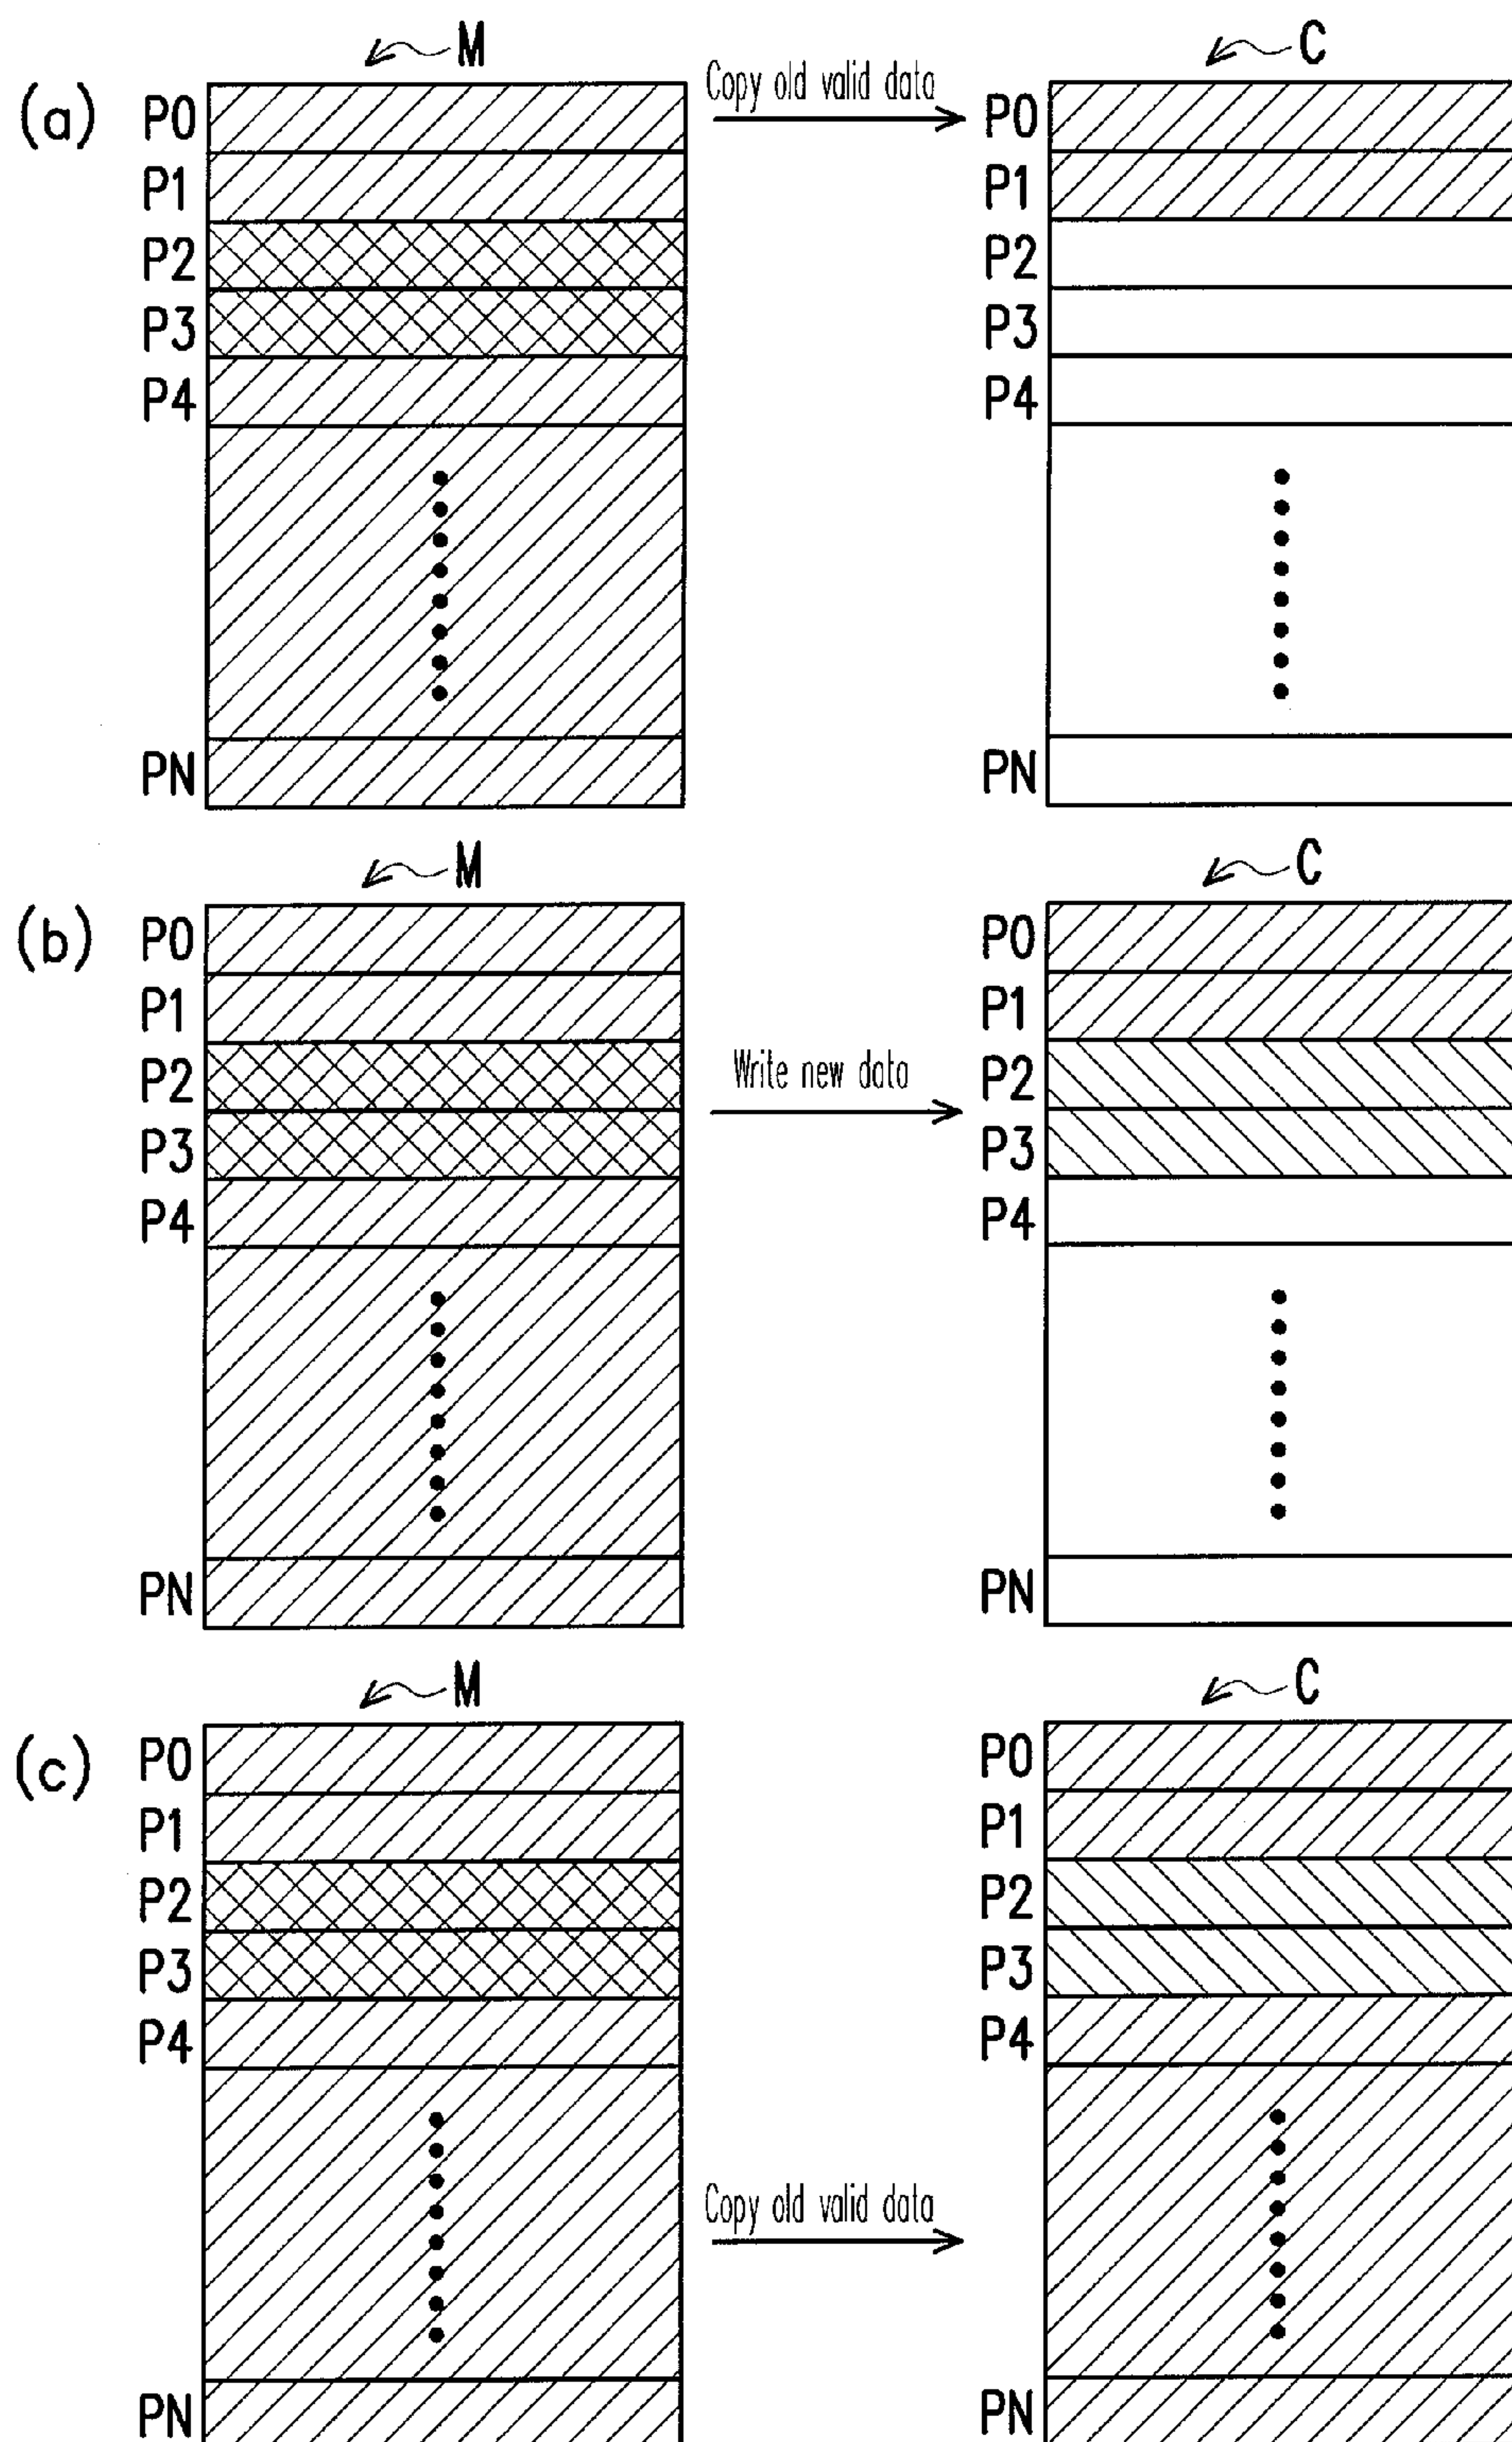 M C
(a) P0 Copy old valid data P0
P1 P1
P2 P2
P3 P3
P4 P4
PN PN
M C
(b) P0 P0
P1 P1
P2 Write new data P2
P3 P3
P4 P4
PN PN
M C
(c) P0 P0
P1 P1
P2 P2
P3 P3
P4 P4
Copy old valid data
PN PN